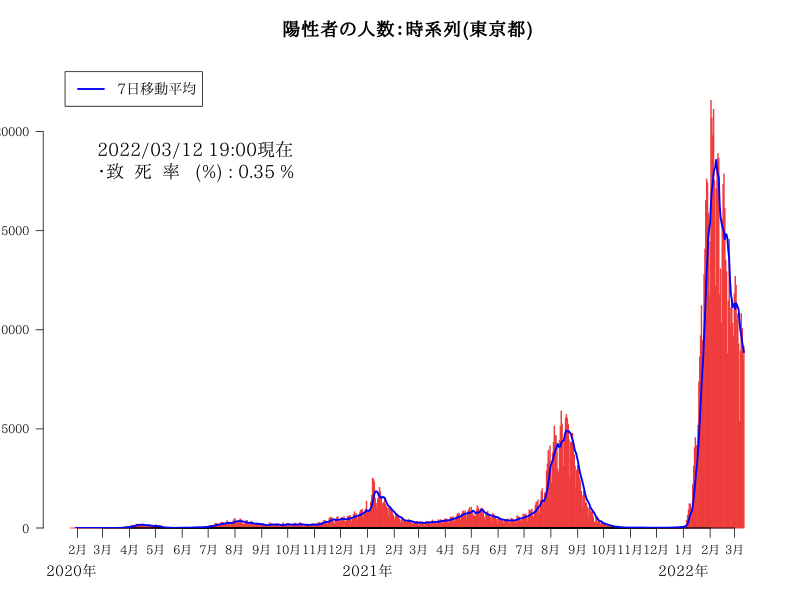 陽性者の人数:時系列(東京都)
7日移動平均
2022/03/12 19:00現在
・致 死 率 (%) : 0.35 %
0000
5000
0000
5000
0
2月 3月 4月 5月 6月 7月 8月 9月 10月 11月 12月 1月 2月 3月 4月 5月 6月 7月 8月 9月 10月 11月 12月 1月 2月 3月
2020年 2021年 2022年